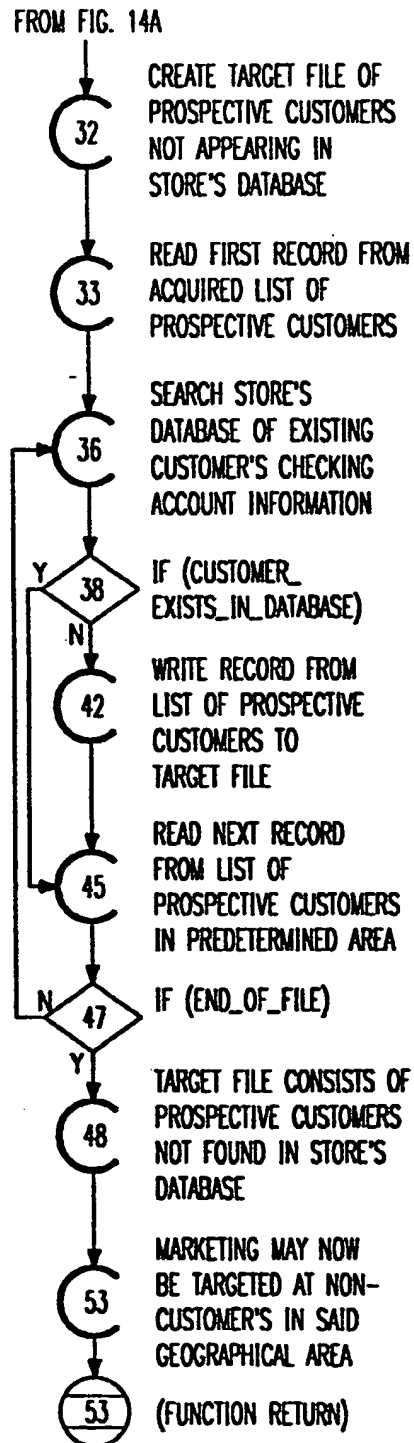 FROM FIG. 14A
32
CREATE TARGET FILE OF
PROSPECTIVE CUSTOMERS
NOT APPEARING IN
STORE'S DATABASE
33
READ FIRST RECORD FROM
ACQUIRED LIST OF
PROSPECTIVE CUSTOMERS
36
SEARCH STORE'S
DATABASE OF EXISTING
CUSTOMER'S CHECKING
ACCOUNT INFORMATION
Y
38
N
IF (CUSTOMER_
EXISTS_IN_DATABASE)
42
WRITE RECORD FROM
LIST OF PROSPECTIVE
CUSTOMERS TO
TARGET FILE
45
READ NEXT RECORD
FROM LIST OF
PROSPECTIVE CUSTOMERS
IN PREDETERMINED AREA
N
47
Y
IF (END_OF_FILE)
48
TARGET FILE CONSISTS OF
PROSPECTIVE CUSTOMERS
NOT FOUND IN STORE'S
DATABASE
53
MARKETING MAY NOW
BE TARGETED AT NON-
CUSTOMER'S IN SAID
GEOGRAPHICAL AREA
53
(FUNCTION RETURN)